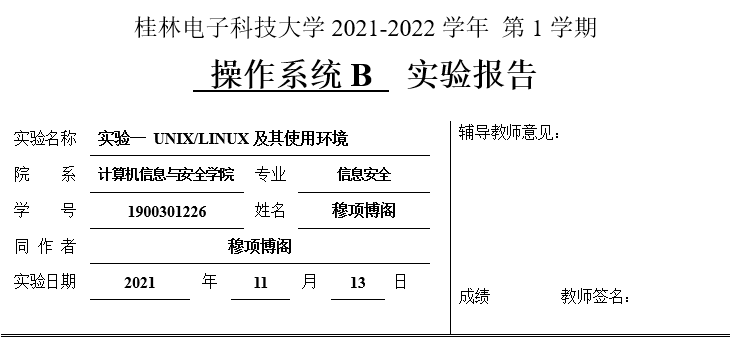 桂林电子科技大学 2021-2022 学年 第 1 学期
操作系统 B 实验报告
实验名称 实验一 UNIX/LINUX 及其使用环境
辅导教师意见：
院 系 计算机信息与安全学院 专业 信息安全
学 号 1900301226 姓名 穆项博阁
同 作 者 穆项博阁
实验日期 2021 年 11 月 13 日
成绩 教师签名：